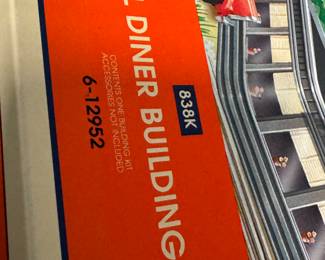 838K
DINER BUILDING
CONTENTS ONE BUILDING KIT
ACCESSORIES NOT INCLUDED
6-12952